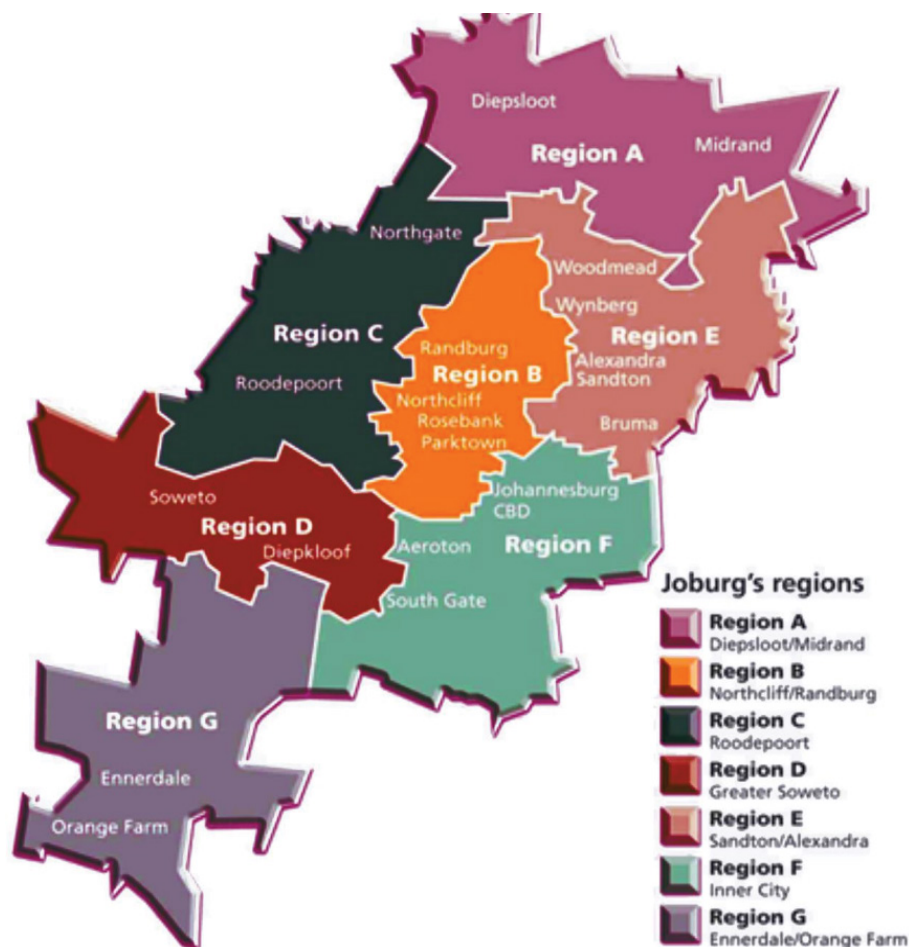 Diepsloot
Midrand
Region A
Northgate
Woodmead
Wynberg
Region C
Region E
Randburg
Alexandra
Region B
Sandton
Roodepoort
Northcliff
Rosebank
Bruma
Parktown
Soweto
Johannesburg
CBD
Region D
Diepkloof
Aeroton
Region F
South Gate
Region G
Ennerdale
Orange Farm
Joburg's regions
Region A
Diepsloot/Midrand
Region B
Northcliff/Randburg
Region C
Roodepoort
Region D
Greater Soweto
Region E
Sandton/Alexandra
Region F
Inner City
Region G
Ennerdale/Orange Farm